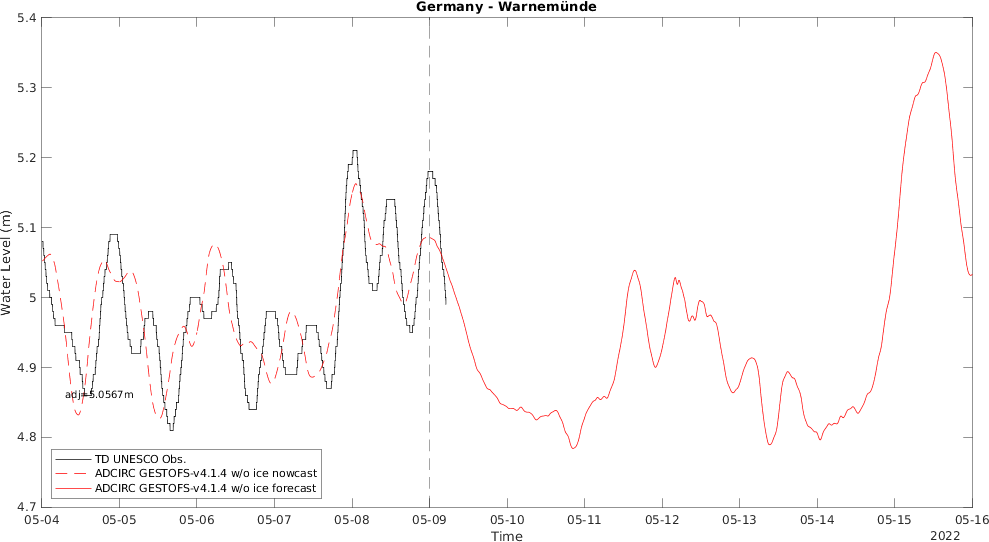 Germany - Warnemünde
5.4
5.3
5.2
5.1
5
4.9
4.8
4.7
Water Level (m)
adj=5.0567m
TD UNESCO Obs.
ADCIRC GESTOFS-v4.1.4 w/o ice nowcast
ADCIRC GESTOFS-v4.1.4 w/o ice forecast
05-04 05-05 05-06 05-07 05-08 05-09 05-10 05-11 05-12 05-13 05-14 05-15 05-16
Time
2022